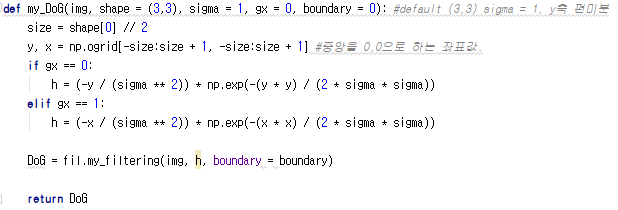 def my_DoG(img, shape = (3,3), sigma = 1, gx = 0, boundary = 0): #default (3,3) sigma = 1, y축 편미분
size = shape[0] // 2
y, x = np.ogrid[-size:size + 1, -size:size + 1] #중앙을 0,0으로 하는 좌표값.
if gx == 0:
h = (-y / (sigma ** 2)) * np.exp(-(y * y) / (2 * sigma * sigma))
elif gx == 1:
h = (-x / (sigma ** 2)) * np.exp(-(x * x) / (2 * sigma * sigma))
DoG = fil.my_filtering(img, h, boundary = boundary)
return DoG